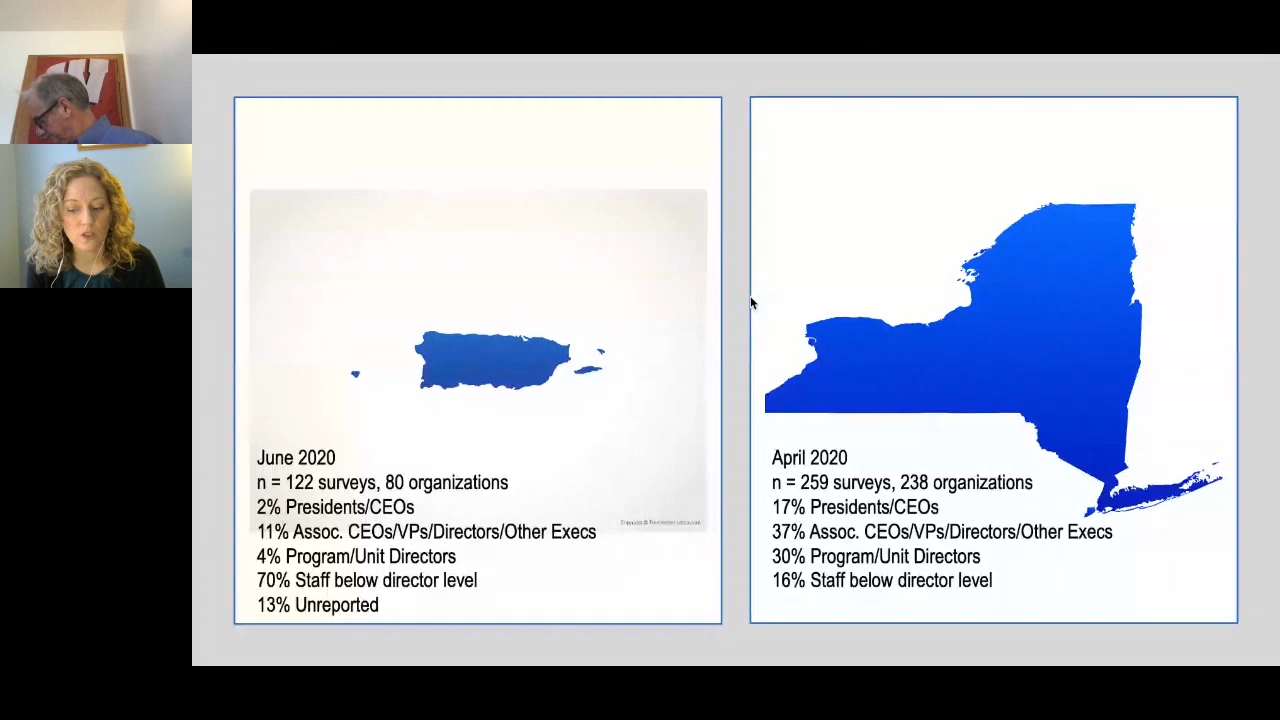 June 2020
n = 122 surveys, 80 organizations
2% Presidents/CEOs
11% Assoc. CEOs/VPs/Directors/Other Execs
4% Program/Unit Directors
70% Staff below director level
13% Unreported
April 2020
n = 259 surveys, 238 organizations
17% Presidents/CEOs
37% Assoc. CEOs/VPs/Directors/Other Execs
30% Program/Unit Directors
16% Staff below director level